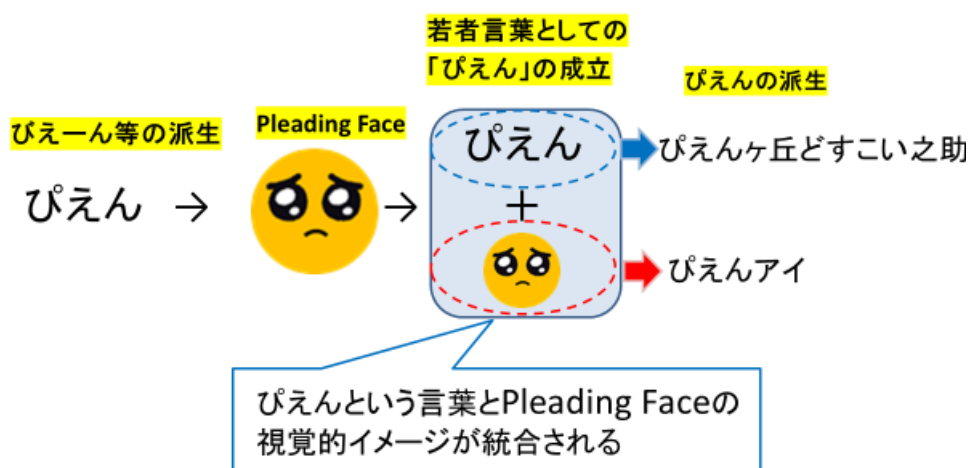 びえーん等の派生
ぴえん
→
Pleading Face
→
若者言葉としての
「ぴえん」の成立
ぴえん
+
ぴえんの派生
ぴえんヶ丘どすこい之助
ぴえんアイ
ぴえんという言葉とPleading Faceの
視覚的イメージが統合される